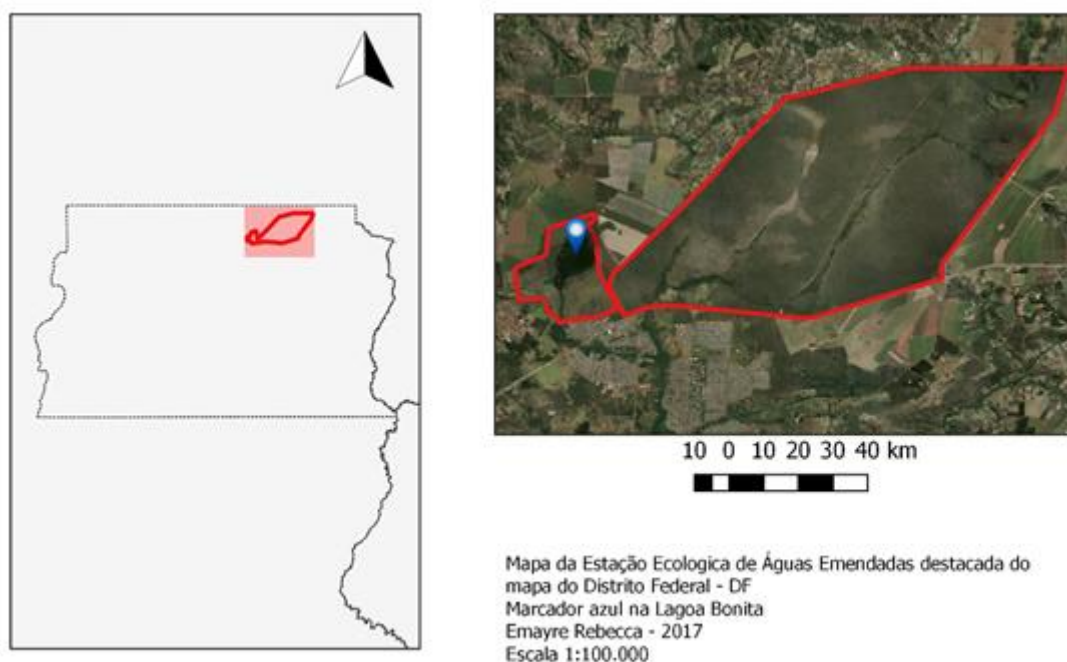 10 0 10 20 30 40 km
Mapa da Estação Ecologica de Águas Emendadas destacada do
mapa do Distrito Federal - DF
Marcador azul na Lagoa Bonita
Emayre Rebecca - 2017
Escala 1:100.000